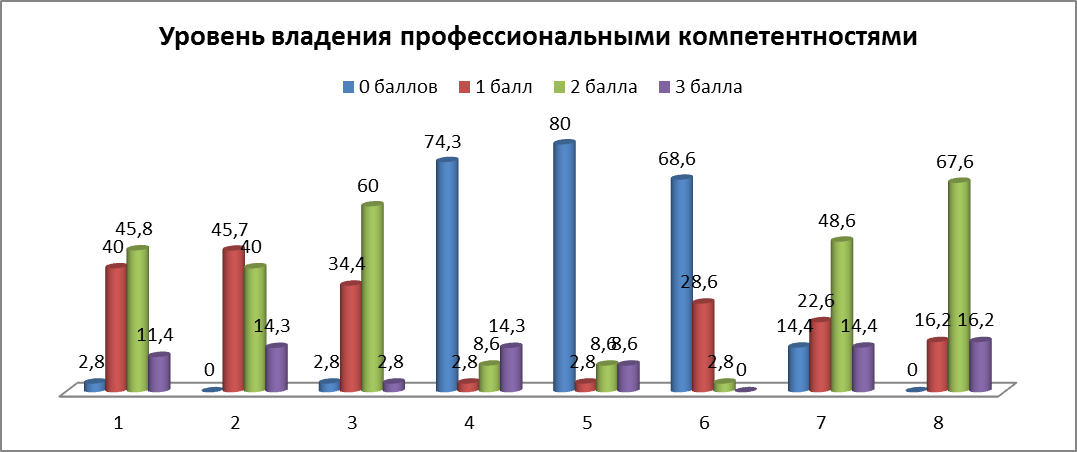 Уровень владения профессиональными компетентностями
0 баллов 1 балл 2 балла 3 балла
2,8 40 45,8 11,4
0 45,7 40 14,3
2,8 34,4 60 2,8
74,3 2,8 8,6 14,3
80 2,8 8,6 8,6
68,6 28,6 2,8 0
14,4 22,6 48,6 14,4
0 16,2 67,6 16,2
1 2 3 4 5 6 7 8